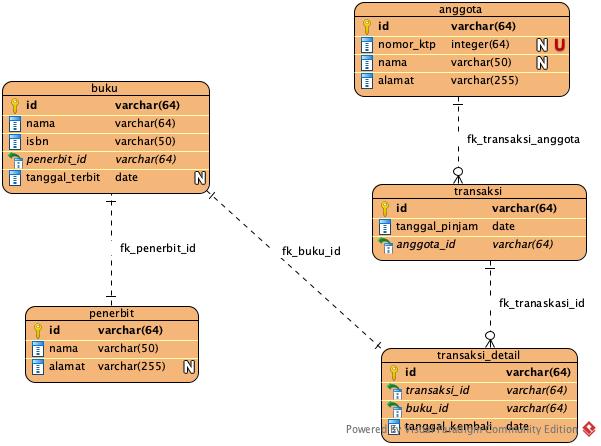 anggota
id varchar(64)
nomor_ktp integer(64) N U
nama varchar(50) N
alamat varchar(255)
buku
id varchar(64)
nama varchar(64)
isbn varchar(50)
penerbit_id varchar(64)
tanggal_terbit date N
fk_transaksi_anggota
transaksi
id varchar(64)
tanggal_pinjam date
anggota_id varchar(64)
fk_penerbit_id
fk_buku_id
fk_tranaskasi_id
penerbit
id varchar(64)
nama varchar(50)
alamat varchar(255) N
transaksi_detail
id varchar(64)
transaksi_id varchar(64)
buku_id varchar(64)
tanggal_kembali date
Powered By Visual Paradigm Community Edition